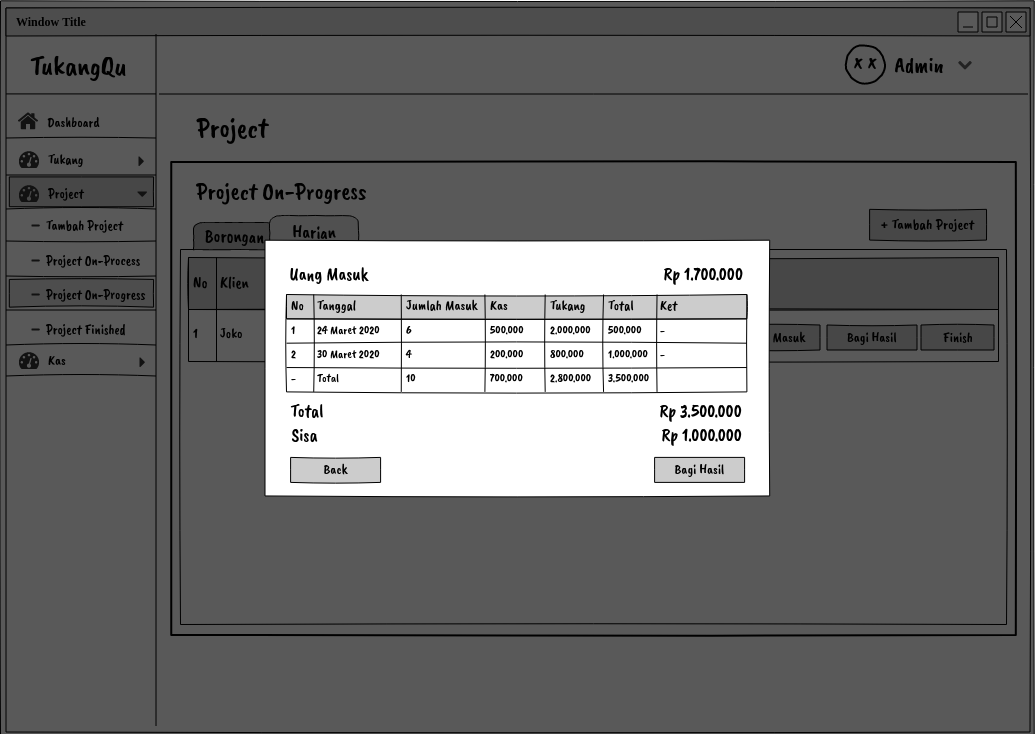 Window Title
TukangQu
Admin
Dashboard
Tukang
Project
Tambah Project
Project On-Process
Project On-Progress
Project Finished
Kas
Project
Project On-Progress
Borongan
Harian
+ Tambah Project
No Klien
1 Joko
Masuk Bagi Hasil Finish
Uang Masuk Rp 1.700.000
No Tanggal Jumlah Masuk Kas Tukang Total Ket
1 24 Maret 2020 6 500,000 2,000,000 500,000 -
2 30 Maret 2020 4 200,000 800,000 1,000,000 -
- Total 10 700,000 2.800,000 3,500,000
Total Rp 3.500.000
Sisa Rp 1.000.000
Back Bagi Hasil